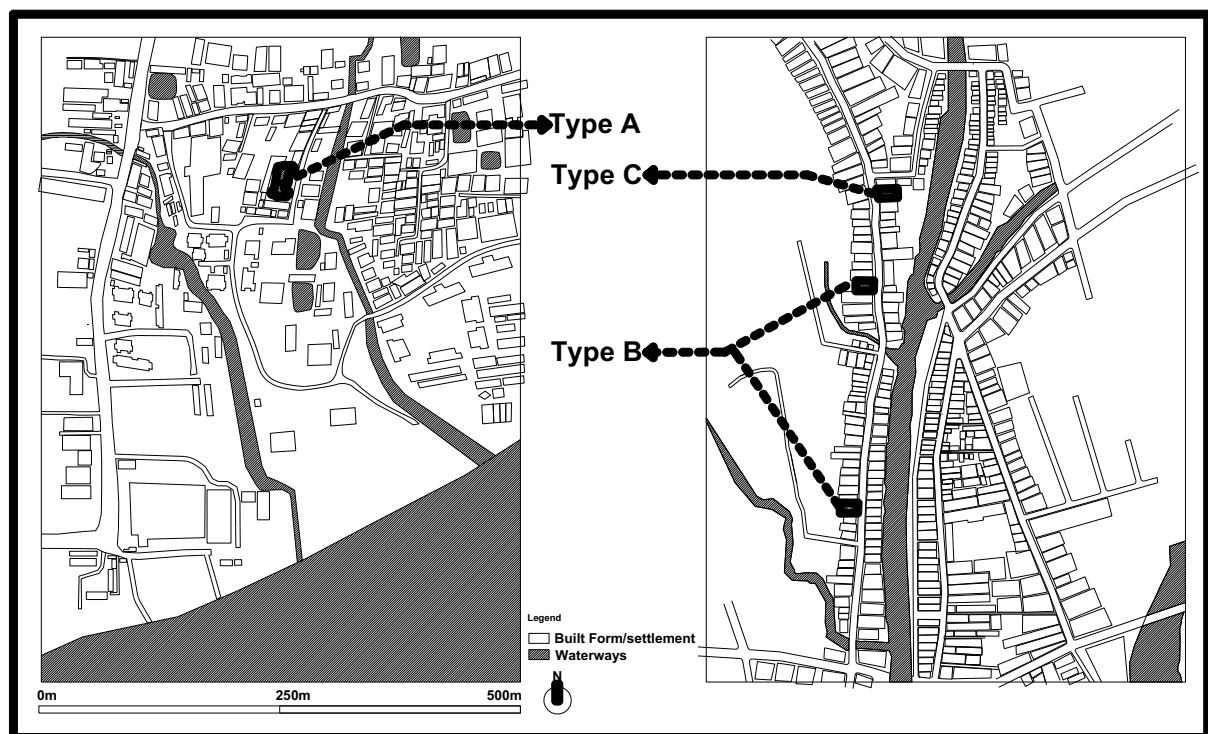 Type A
Type C
Type B
Legend
Built Form/settlement
Waterways
N
0m 250m 500m